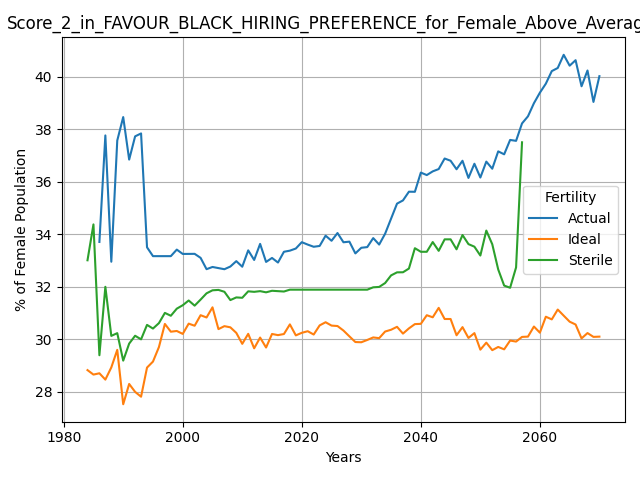 Score_2_in_FAVOUR_BLACK_HIRING_PREFERENCE_for_Female_Above_Averag
% of Female Population
40
38
36
34
32
30
28
Fertility
Actual
Ideal
Sterile
1980
2000
2020
2040
2060
Years